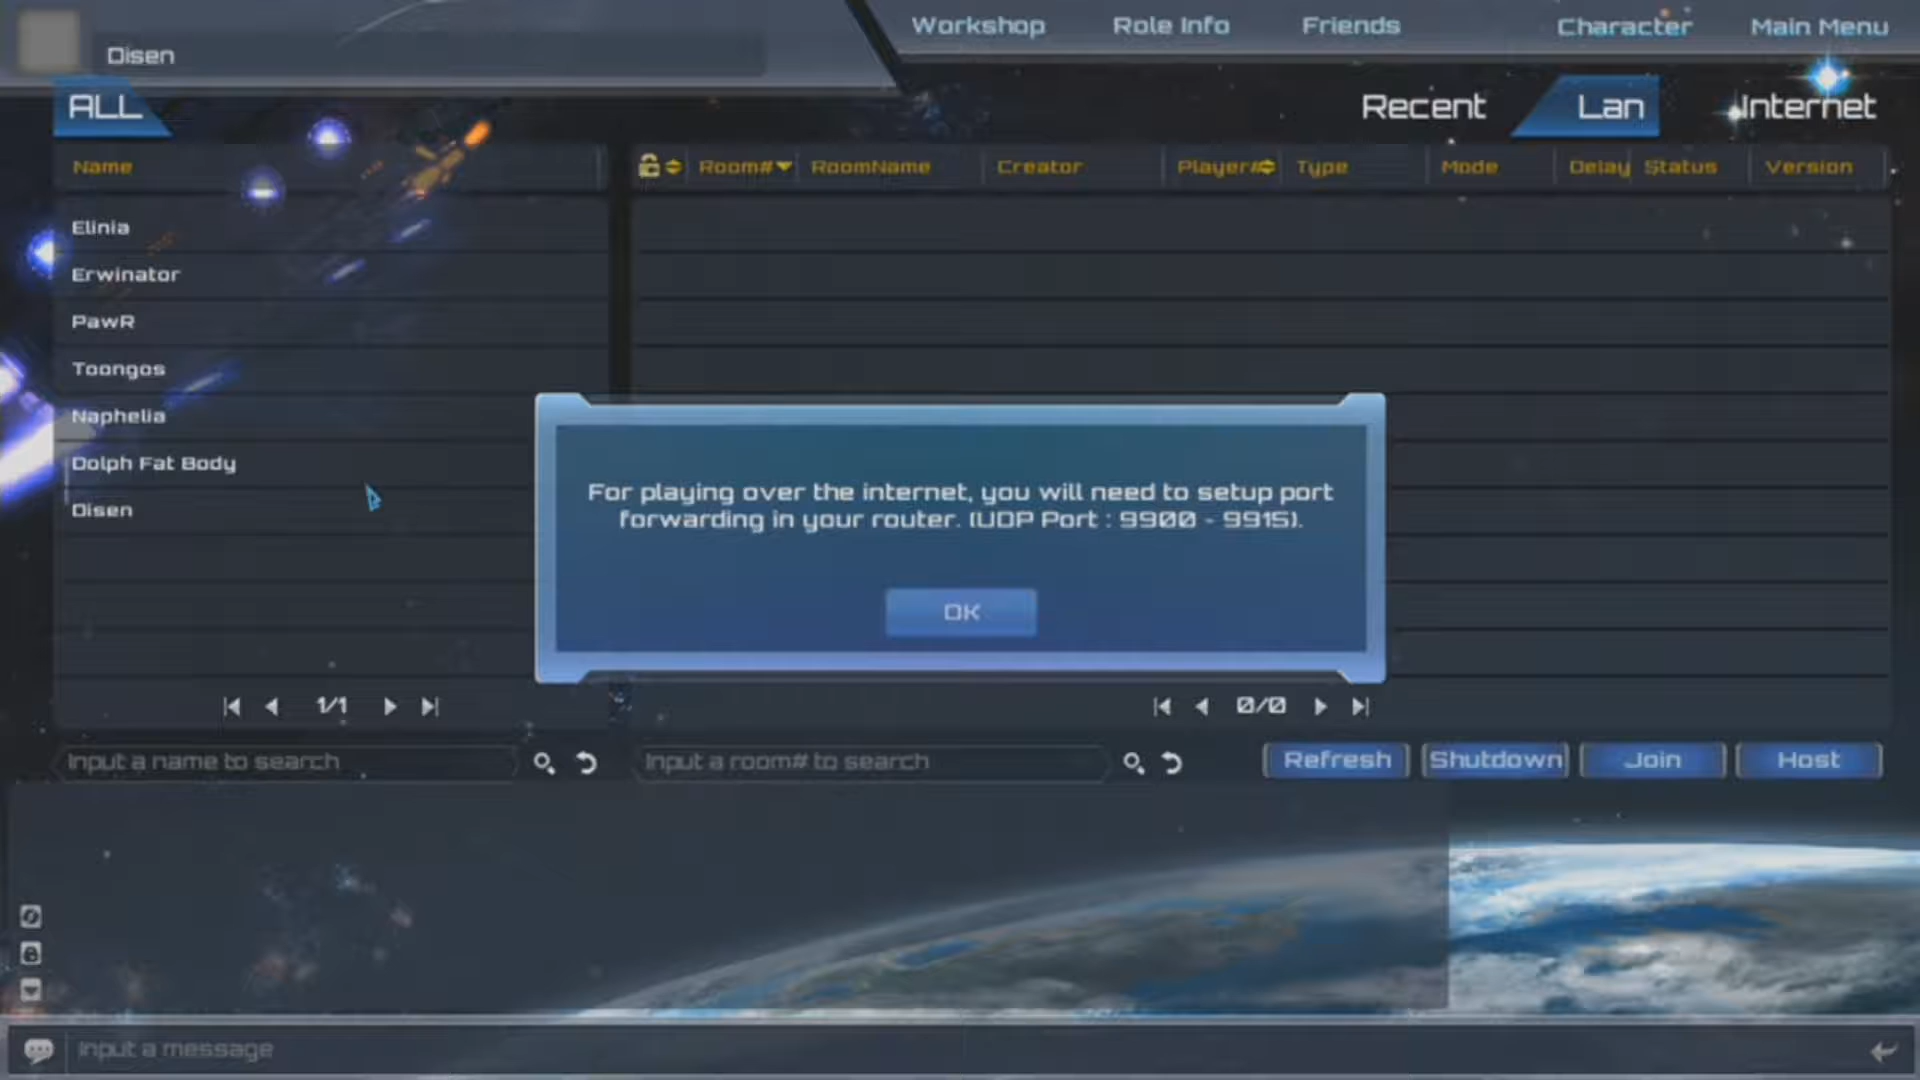 Disen
Workshop
Role Info
Friends
Character
Main Menu
ALL
Recent
Lan
Internet
Name
Room#
RoomName
Creator
Player#
Type
Mode
Delay
Status
Version
Elinia
Erwinator
PawR
Toongos
Naphelia
Dolph Fat Body
Disen
For playing over the internet, you will need to setup port
forwarding in your router. (UDP Port : 9900 - 9915).
OK
1/1
0/0
Input a name to search
Input a room# to search
Refresh
Shutdown
Join
Host
Input a message